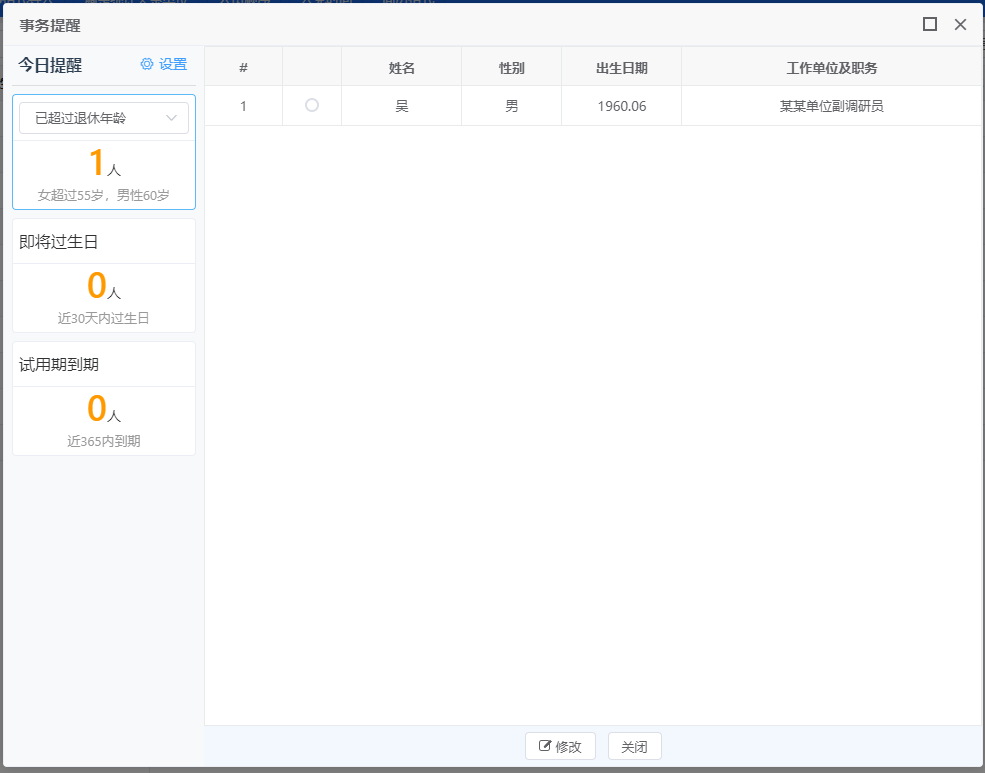 事务提醒
今日提醒 设置
# 姓名 性别 出生日期 工作单位及职务
1 吴 男 1960.06 某某单位副调研员
已超过退休年龄
1人
女超过55岁，男性60岁
即将过生日
0人
近30天内过生日
试用期到期
0人
近365内到期
修改 关闭